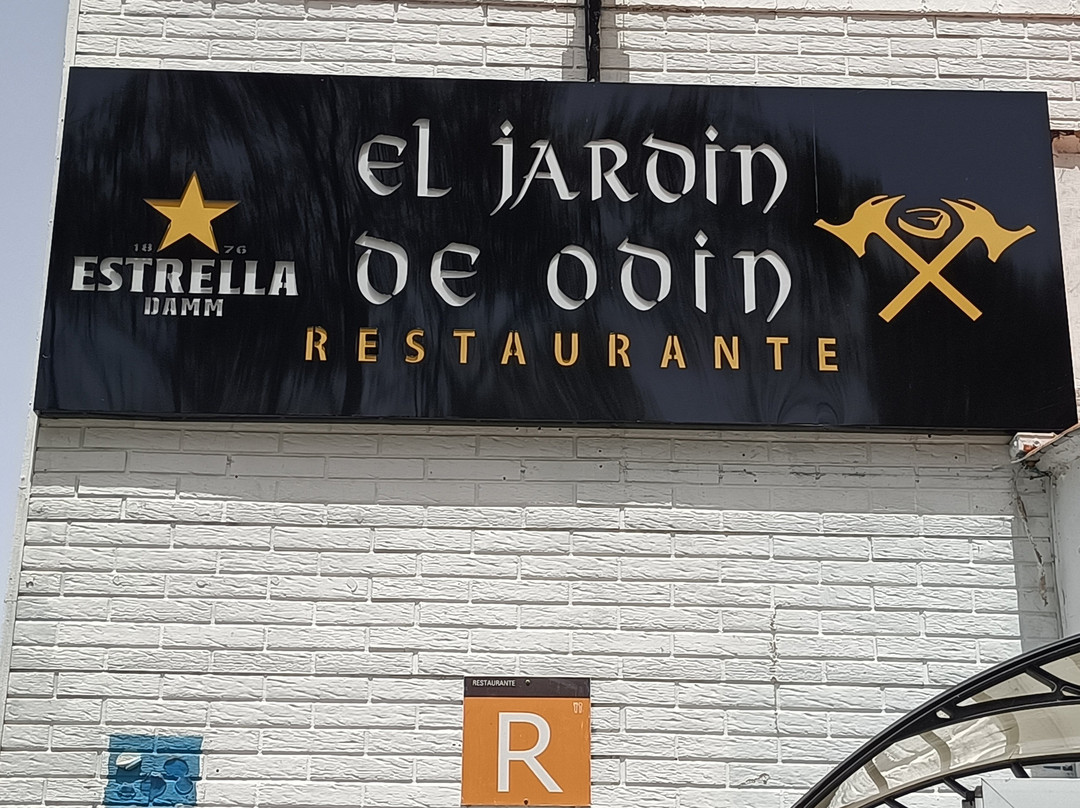 EL JARDIN
DE ODIN
RESTAURANTE
18 76
ESTRELLA
DAMM
RESTAURANTE
R